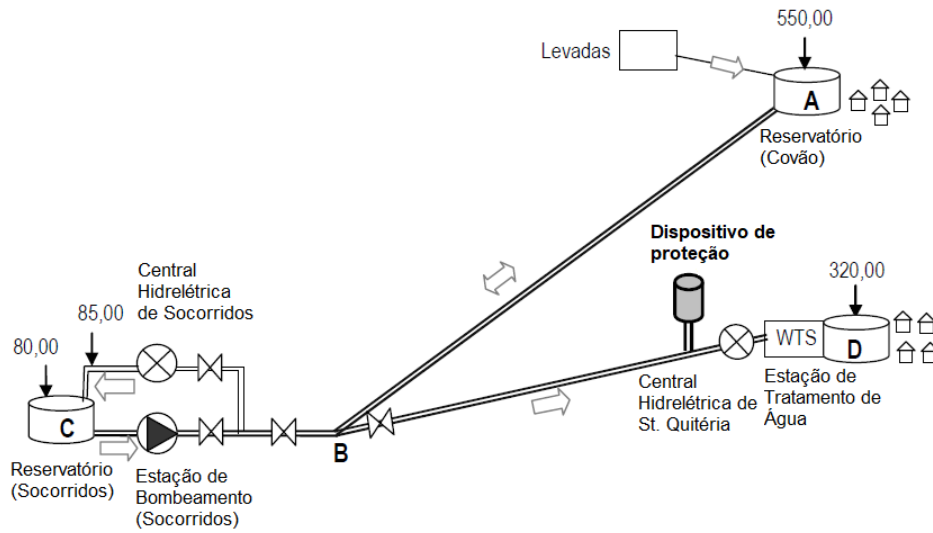 550,00
Levadas
A
Reservatório
(Covão)
Dispositivo de
proteção
320,00
Central
Hidrelétrica
de Socorridos
85,00
80,00
WTS
D
C
Central
Hidrelétrica de
St. Quitéria
Estação de
Tratamento de
Água
B
Reservatório
(Socorridos)
Estação de
Bombeamento
(Socorridos)